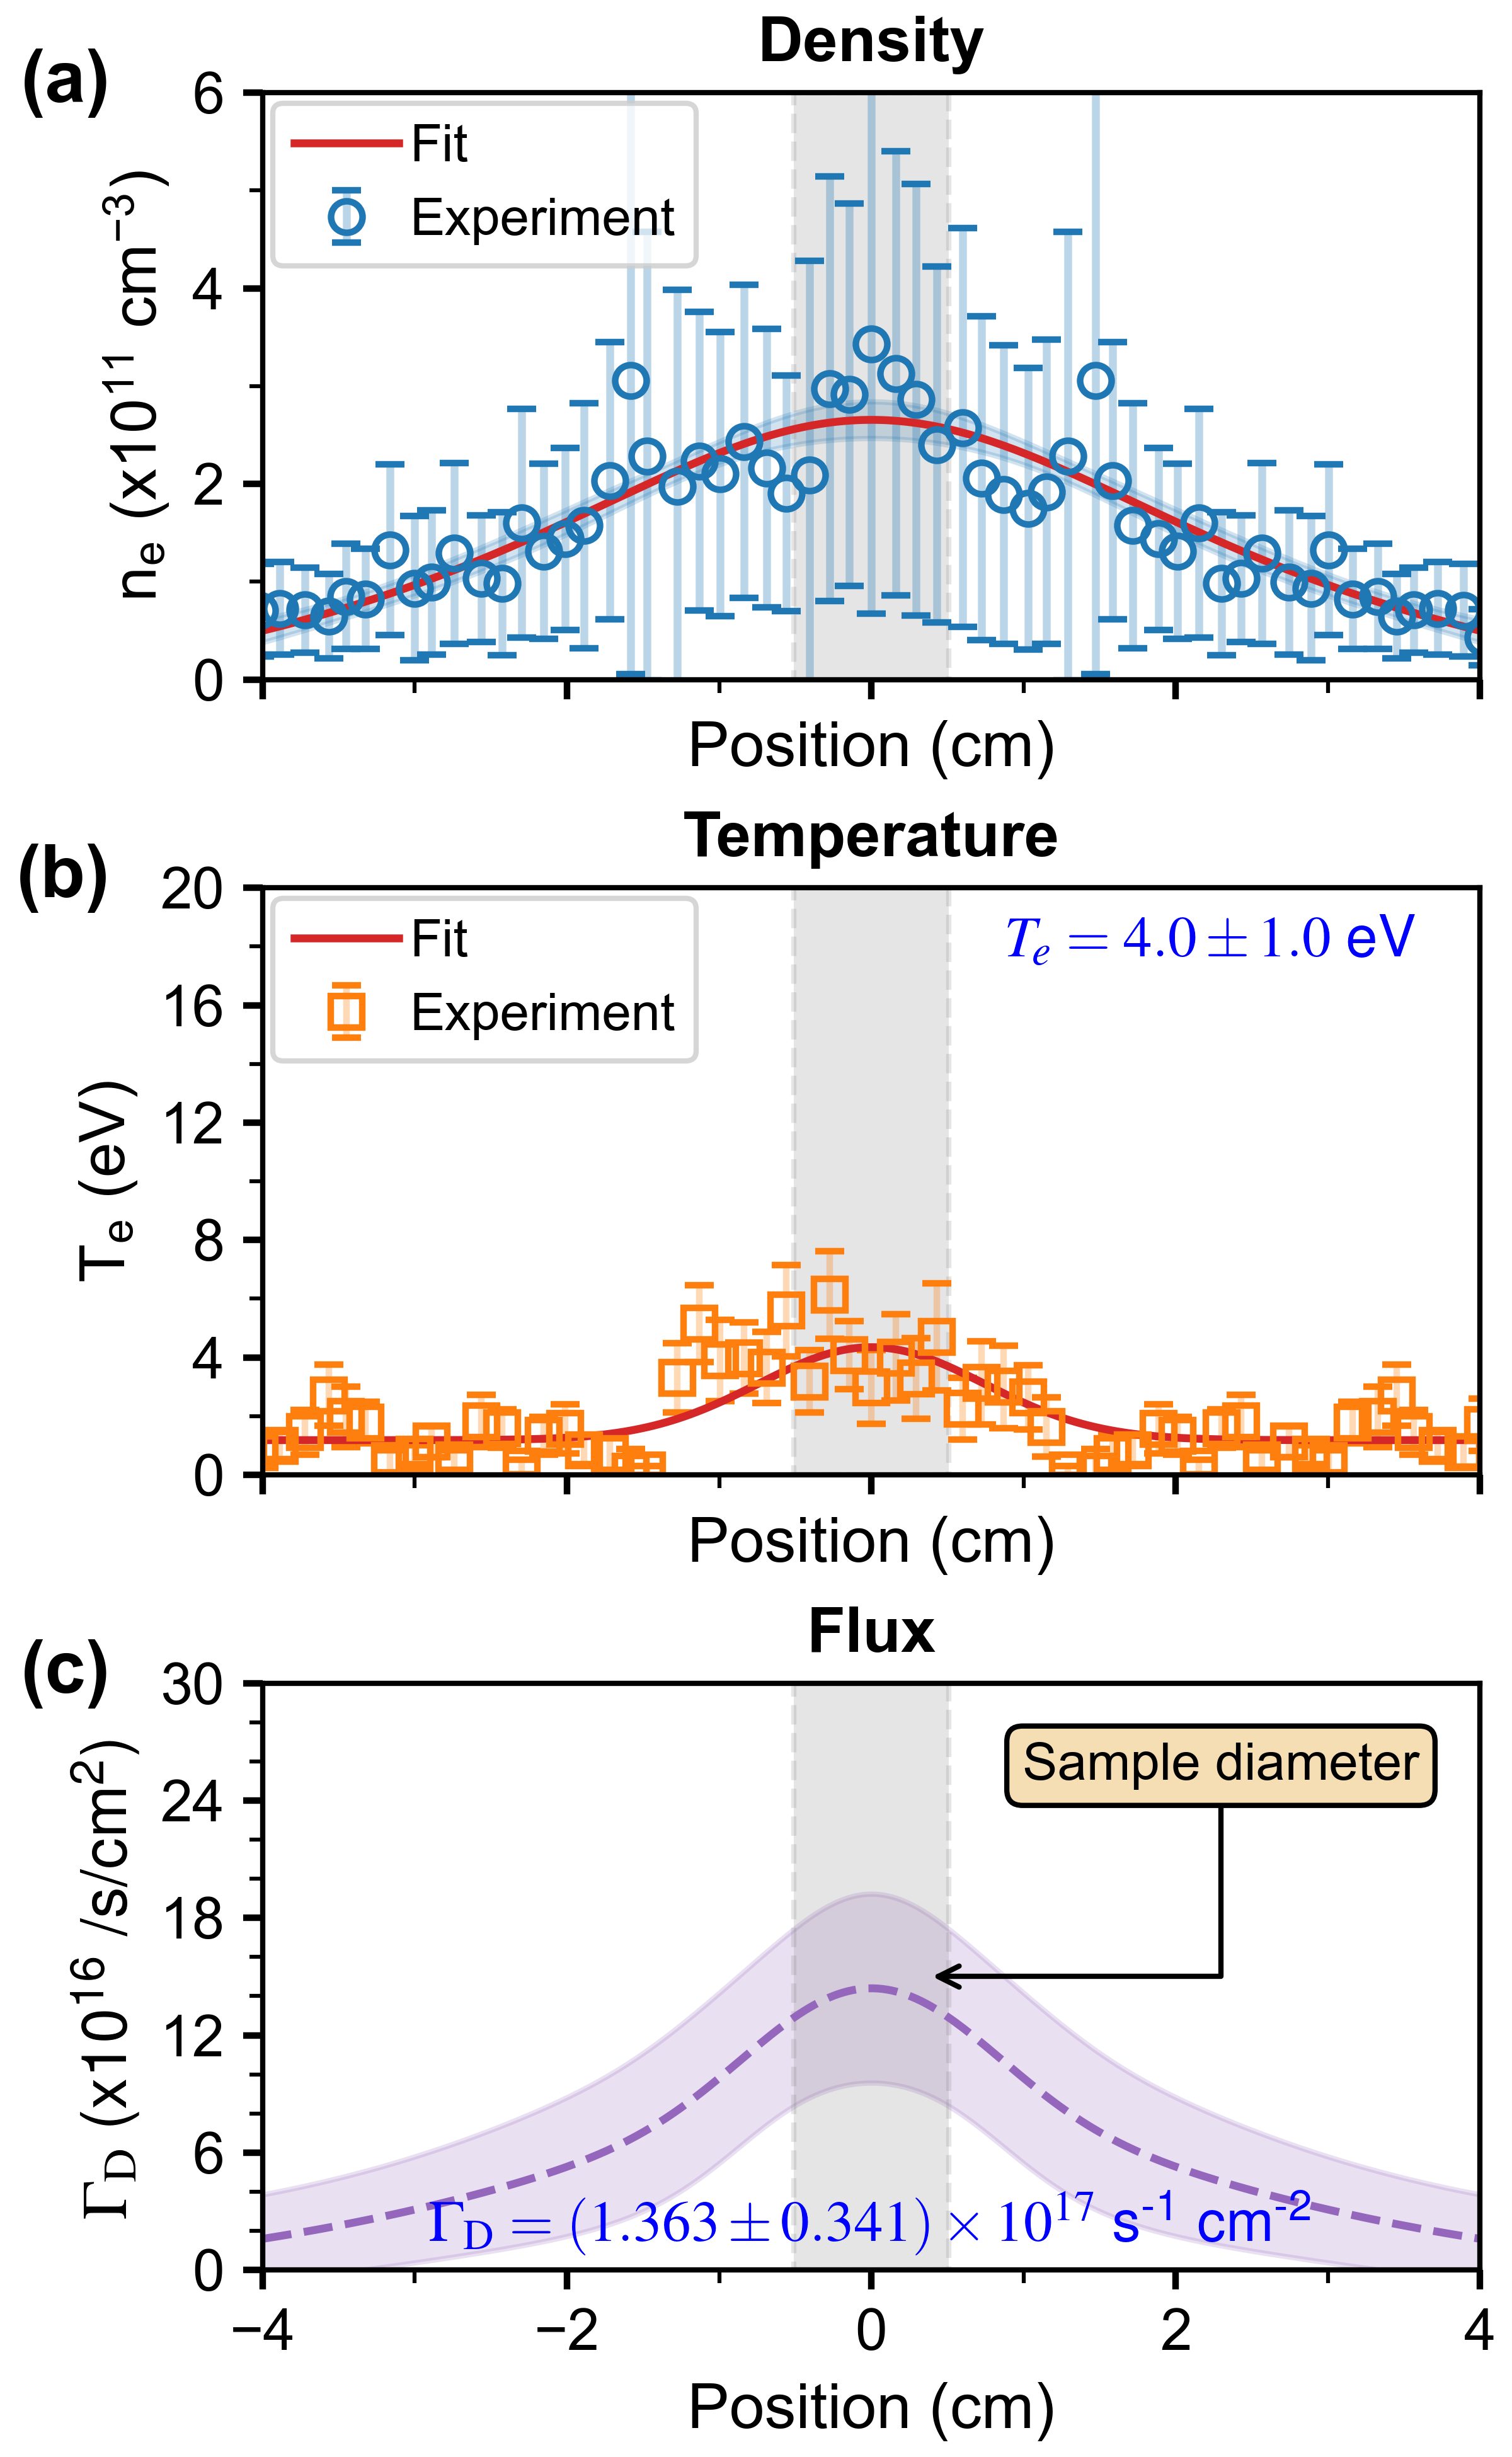 (a)
Density
6
4
2
0
nₑ (x10¹¹ cm⁻³)
Fit
Experiment
Position (cm)
(b)
Temperature
20
16
12
8
4
0
Tₑ (eV)
Fit
Experiment
Tₑ = 4.0 ± 1.0 eV
Position (cm)
(c)
Flux
30
24
18
12
6
0
Γ_D (x10¹⁶ /s/cm²)
Sample diameter
Γ_D = (1.363 ± 0.341) × 10¹⁷ s⁻¹ cm⁻²
−4 −2 0 2 4
Position (cm)